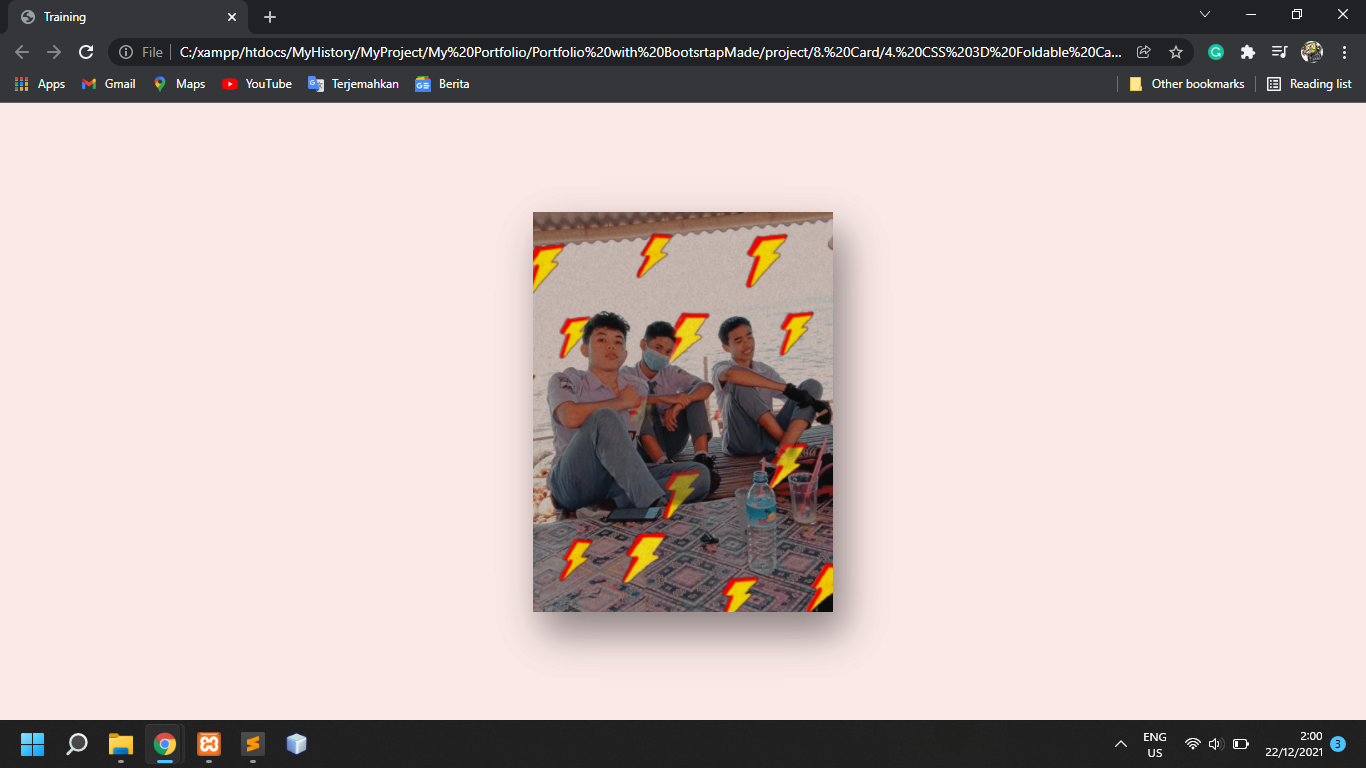 Training
File
C:/xampp/htdocs/MyHistory/MyProject/My%20Portfolio/Portfolio%20with%20BootsrtapMade/project/8.%20Card/4.%20CSS%203D%20Foldable%20Ca...
Apps
Gmail
Maps
YouTube
Terjemahkan
Berita
Other bookmarks
Reading list
ENG
US
2:00
22/12/2021
3